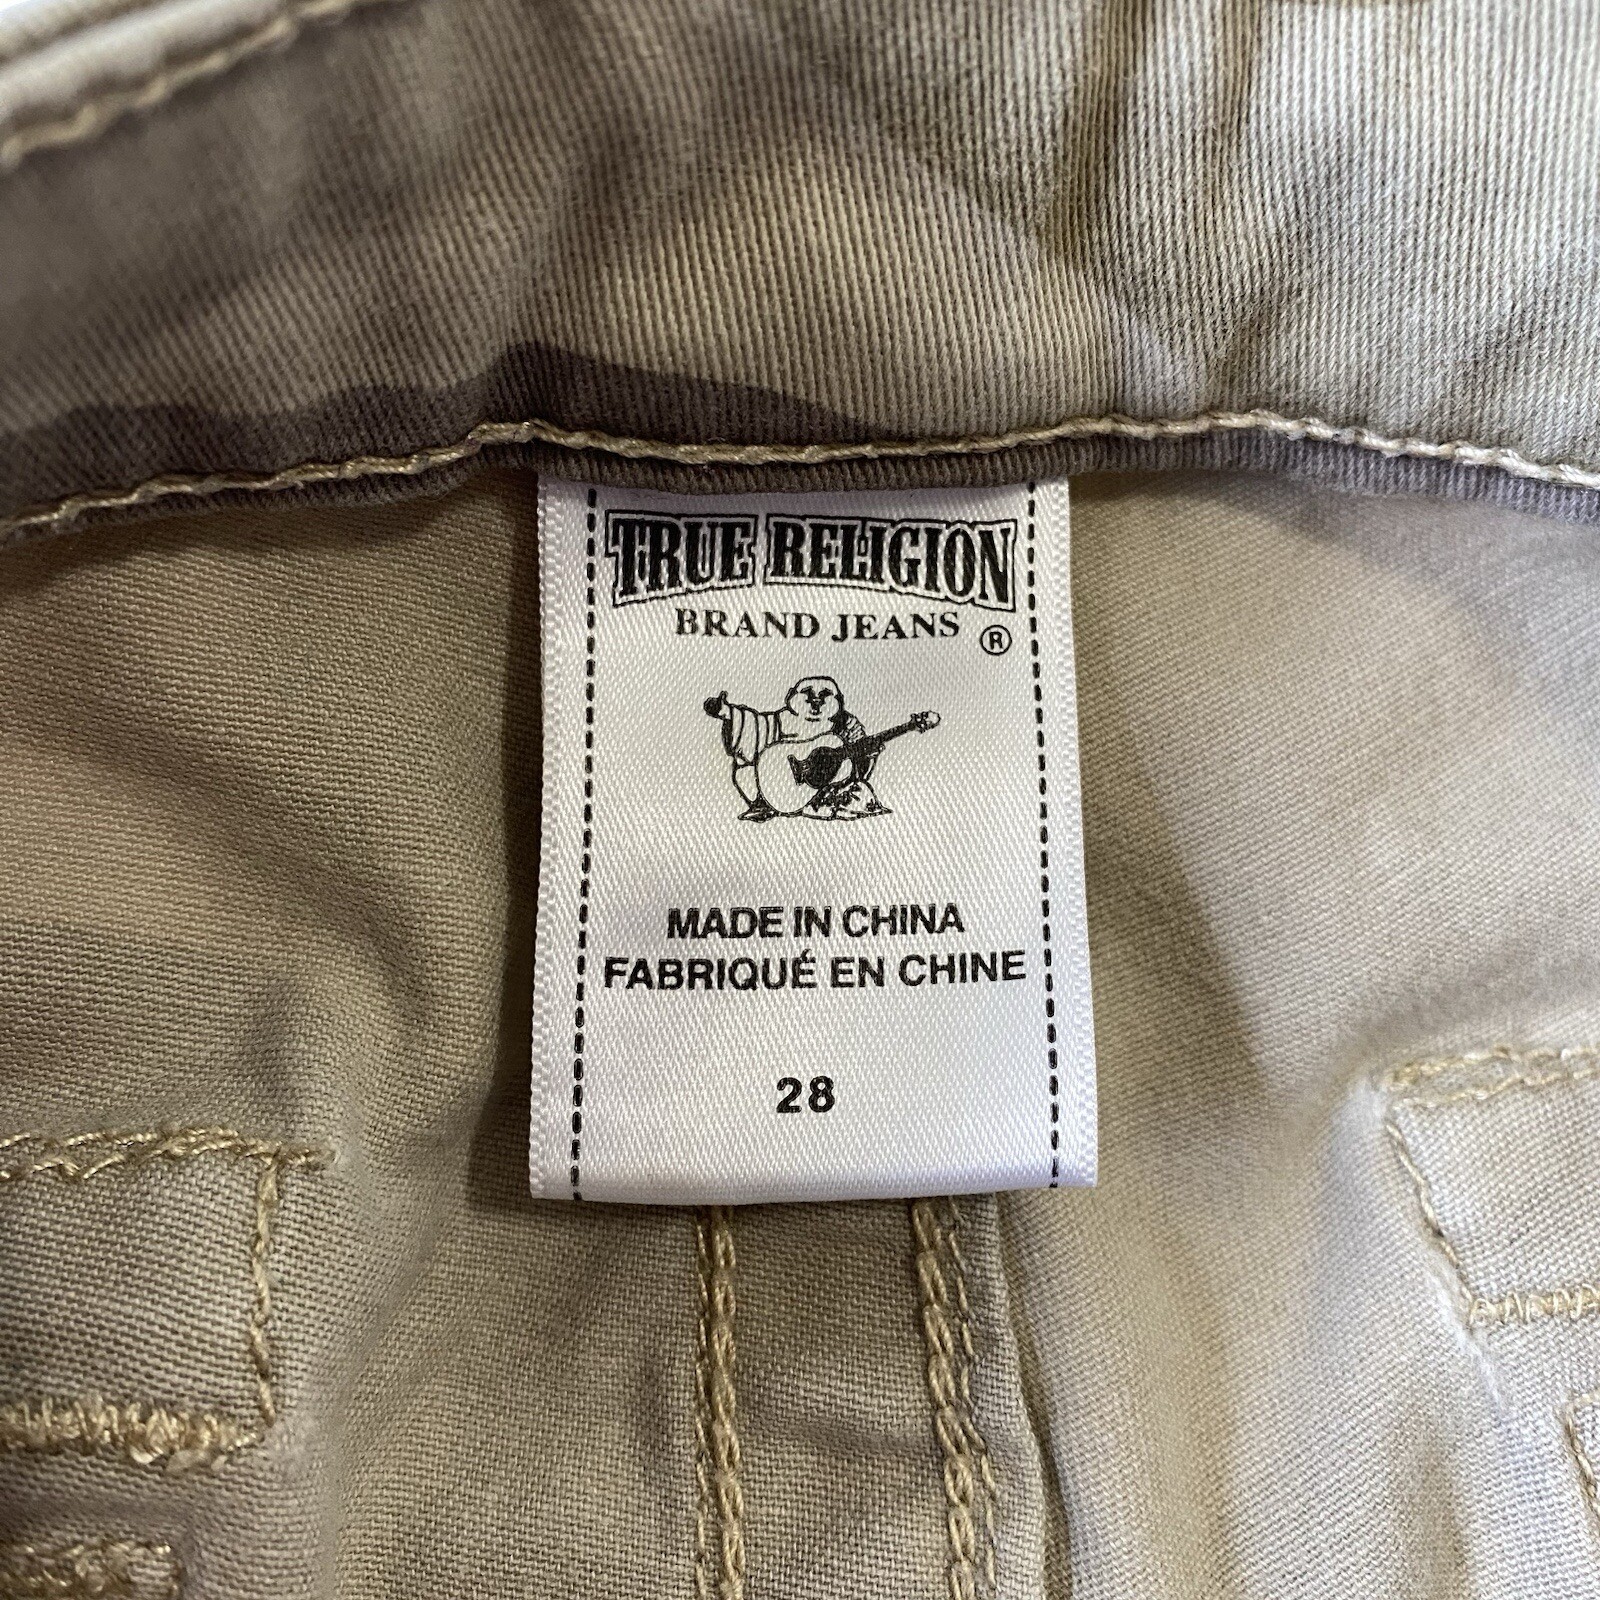 TRUE RELIGION
BRAND JEANS ®
MADE IN CHINA
FABRIQUÉ EN CHINE
28